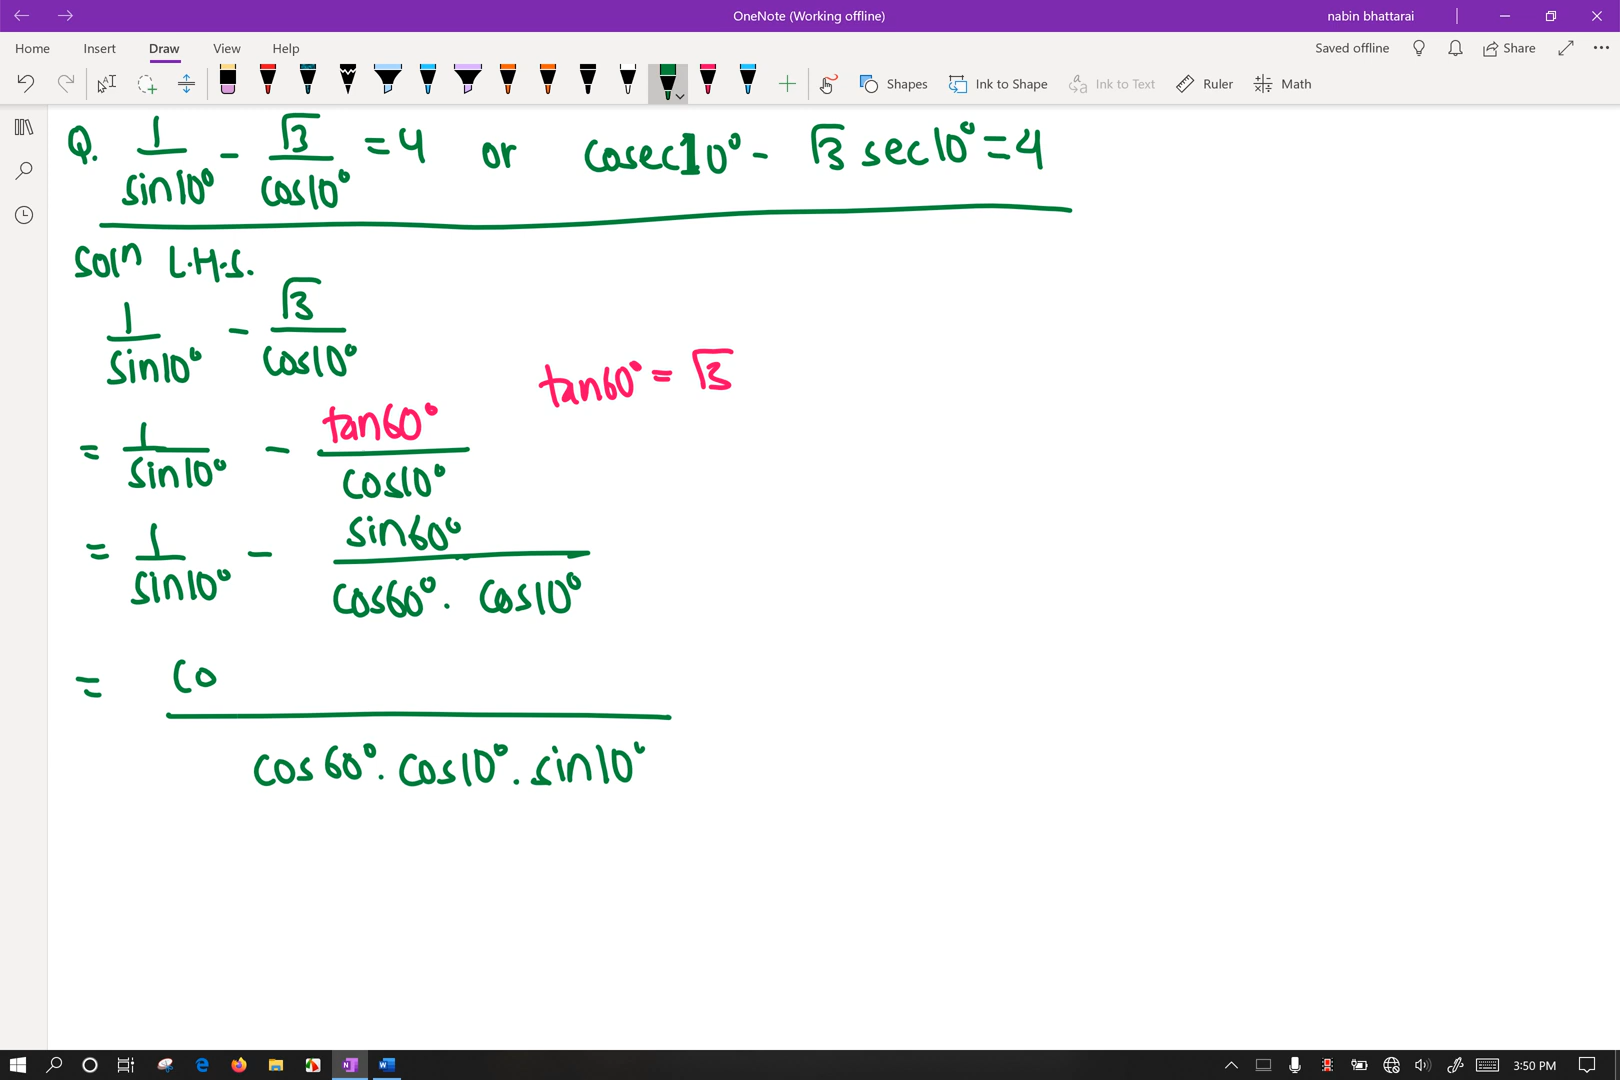 OneNote (Working offline)
nabin bhattarai
Home Insert Draw View Help
Saved offline
Share
Shapes Ink to Shape Ink to Text Ruler Math
Q. 1/sin10° - √3/cos10° = 4 or cosec10° - √3 sec10° = 4
Soln L.H.S.
1/sin10° - √3/cos10°
tan60° = √3
= 1/sin10° - tan60°/cos10°
= 1/sin10° - sin60°/cos60° . cos10°
= co/cos60° . cos10° . sin10°
3:50 PM